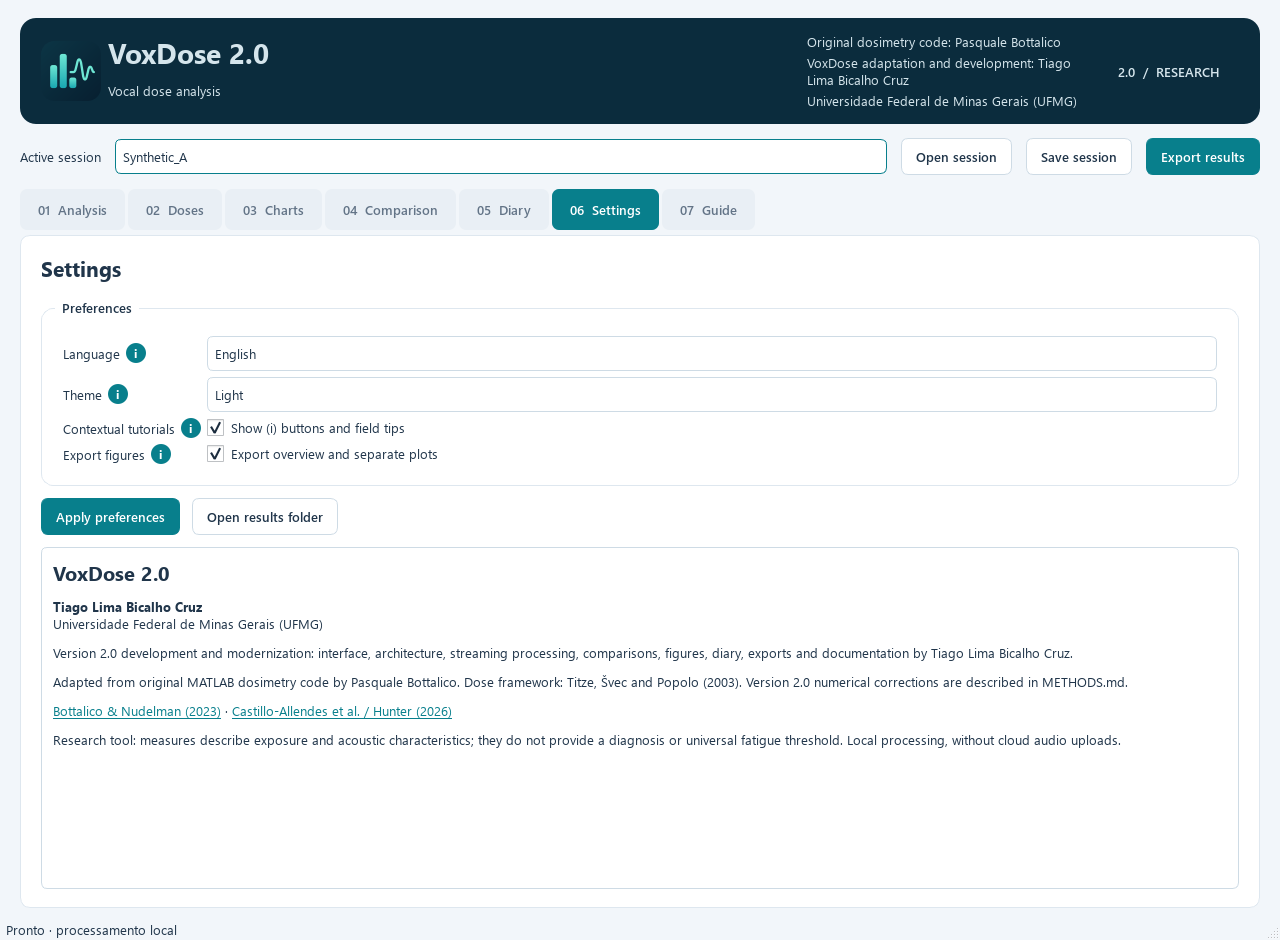 VoxDose 2.0
Vocal dose analysis
Original dosimetry code: Pasquale Bottalico
VoxDose adaptation and development: Tiago
Lima Bicalho Cruz
Universidade Federal de Minas Gerais (UFMG)
2.0 / RESEARCH
Active session
Synthetic_A
Open session
Save session
Export results
01 Analysis
02 Doses
03 Charts
04 Comparison
05 Diary
06 Settings
07 Guide
Settings
Preferences
Language i
English
Theme i
Light
Contextual tutorials i
Show (i) buttons and field tips
Export figures i
Export overview and separate plots
Apply preferences
Open results folder
VoxDose 2.0
Tiago Lima Bicalho Cruz
Universidade Federal de Minas Gerais (UFMG)
Version 2.0 development and modernization: interface, architecture, streaming processing, comparisons, figures, diary, exports and documentation by Tiago Lima Bicalho Cruz.
Adapted from original MATLAB dosimetry code by Pasquale Bottalico. Dose framework: Titze, Švec and Popolo (2003). Version 2.0 numerical corrections are described in METHODS.md.
Bottalico & Nudelman (2023) · Castillo-Allendes et al. / Hunter (2026)
Research tool: measures describe exposure and acoustic characteristics; they do not provide a diagnosis or universal fatigue threshold. Local processing, without cloud audio uploads.
Pronto · processamento local